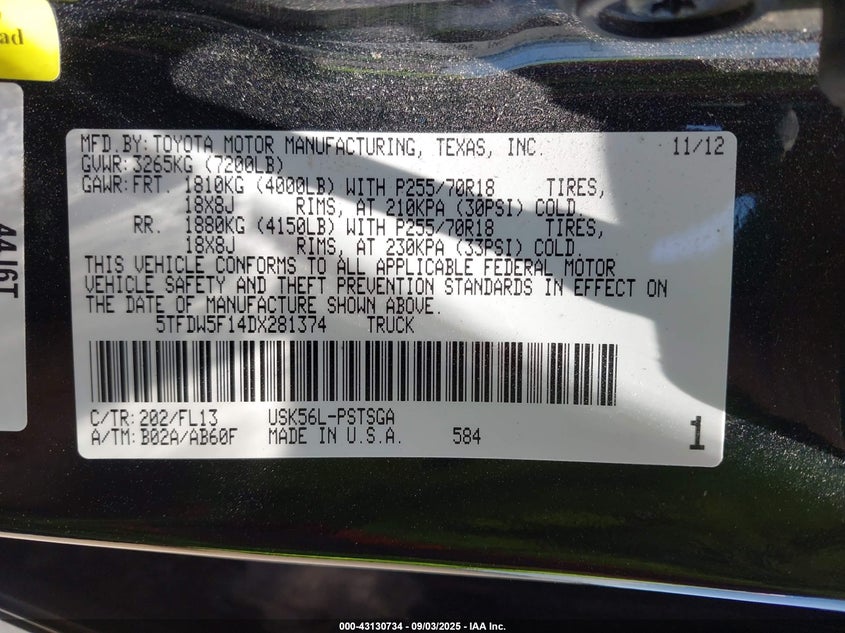 ad
44J6T
MFD.BY: TOYOTA MOTOR MANUFACTURING, TEXAS, INC. 11/12
GVWR: 3265KG (7200LB)
GAWR: FRT. 1810KG (4000LB) WITH P255/70R18 TIRES,
18X8J RIMS, AT 210KPA (30PSI) COLD.
RR. 1880KG (4150LB) WITH P255/70R18 TIRES,
18X8J RIMS, AT 230KPA (33PSI) COLD.
THIS VEHICLE CONFORMS TO ALL APPLICABLE FEDERAL MOTOR
VEHICLE SAFETY AND THEFT PREVENTION STANDARDS IN EFFECT ON
THE DATE OF MANUFACTURE SHOWN ABOVE.
5TFDW5F14DX281374 TRUCK
C/TR: 202/FL13 USK56L-PSTSGA
A/TM: B02A/AB60F MADE IN U.S.A. 584 1
000-43130734 - 09/03/2025 - IAA Inc.